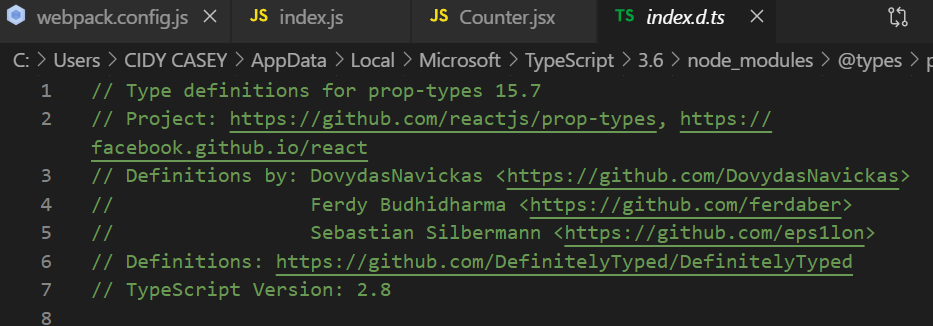 webpack.config.js JS index.js JS Counter.jsx TS index.d.ts
C: > Users > CIDY CASEY > AppData > Local > Microsoft > TypeScript > 3.6 > node_modules > @types > p
1 // Type definitions for prop-types 15.7
2 // Project: https://github.com/reactjs/prop-types, https://
facebook.github.io/react
3 // Definitions by: DovydasNavickas <https://github.com/DovydasNavickas>
4 //                 Ferdy Budhidharma <https://github.com/ferdaber>
5 //                 Sebastian Silbermann <https://github.com/eps1lon>
6 // Definitions: https://github.com/DefinitelyTyped/DefinitelyTyped
7 // TypeScript Version: 2.8
8